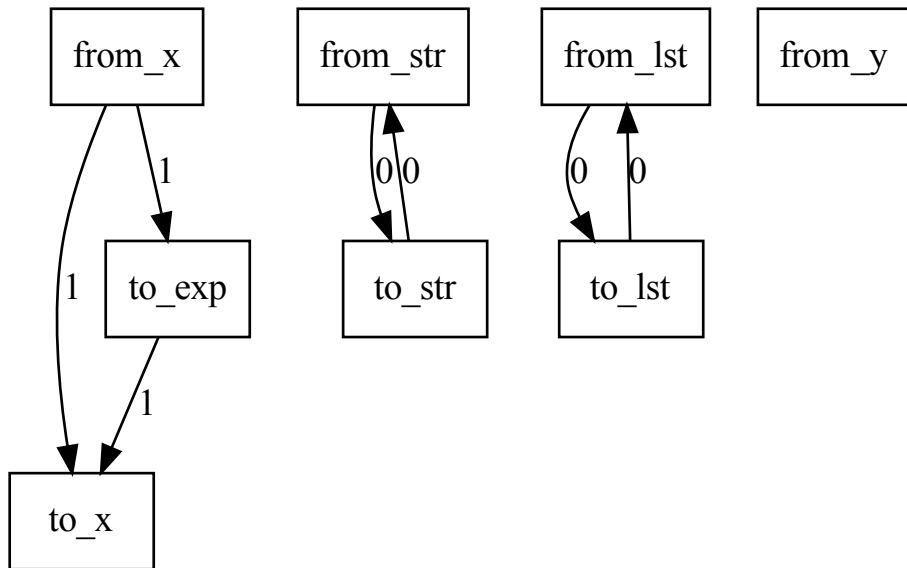 from_x
from_str
from_lst
from_y
1
0
0
0
0
to_exp
to_str
to_lst
1
1
to_x